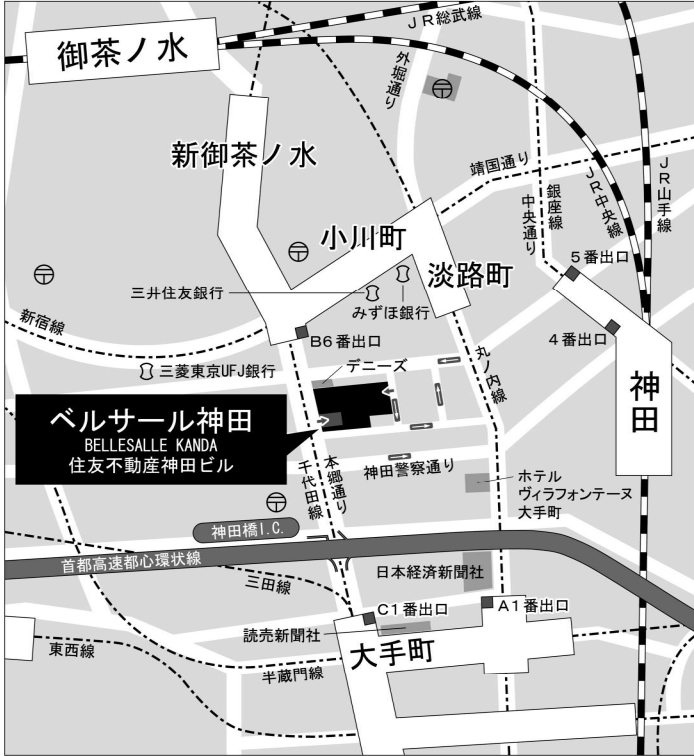 御茶ノ水
JR総武線
外堀通り
新御茶ノ水
靖国通り
中央通り
銀座線
JR中央線
JR山手線
小川町
淡路町
5番出口
三井住友銀行
みずほ銀行
新宿線
B6番出口
4番出口
三菱東京UFJ銀行
デニーズ
丸ノ内線
神田
ベルサール神田
BELLESALLE KANDA
住友不動産神田ビル
千代田線
本郷通り
神田警察通り
ホテル
ヴィラフォンテーヌ
大手町
神田橋I.C.
首都高速都心環状線
三田線
日本経済新聞社
C1番出口
A1番出口
読売新聞社
大手町
東西線
半蔵門線